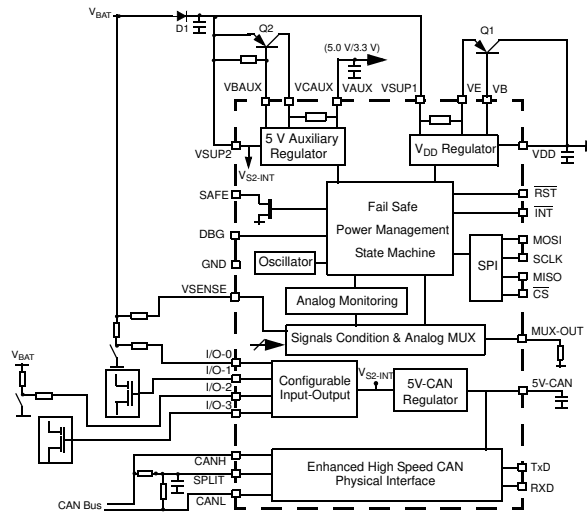 VBAT
D1
Q2
(5.0 V/3.3 V)
Q1
VBAUX
VCAUX
VAUX
VSUP1
VE
VB
5 V Auxiliary
Regulator
VDD Regulator
VSUP2
VDD
VS2-INT
SAFE
Fail Safe
Power Management
State Machine
RST
INT
DBG
MOSI
SCLK
SPI
GND
Oscillator
MISO
CS
VSENSE
Analog Monitoring
Signals Condition & Analog MUX
MUX-OUT
VBAT
I/O-0
I/O-1
I/O-2
I/O-3
Configurable
Input-Output
VS2-INT
5V-CAN
Regulator
5V-CAN
CANH
SPLIT
CANL
CAN Bus
Enhanced High Speed CAN
Physical Interface
TxD
RXD